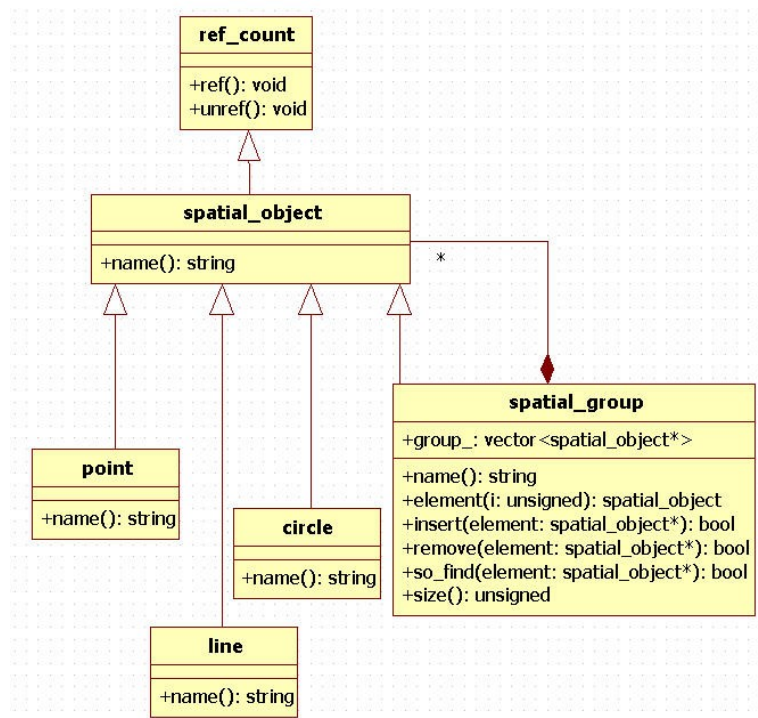 ref_count
+ref(): void
+unref(): void
spatial_object
+name(): string
*
spatial_group
+group_: vector<spatial_object*>
+name(): string
+element(i: unsigned): spatial_object
+insert(element: spatial_object*): bool
+remove(element: spatial_object*): bool
+so_find(element: spatial_object*): bool
+size(): unsigned
point
+name(): string
circle
+name(): string
line
+name(): string